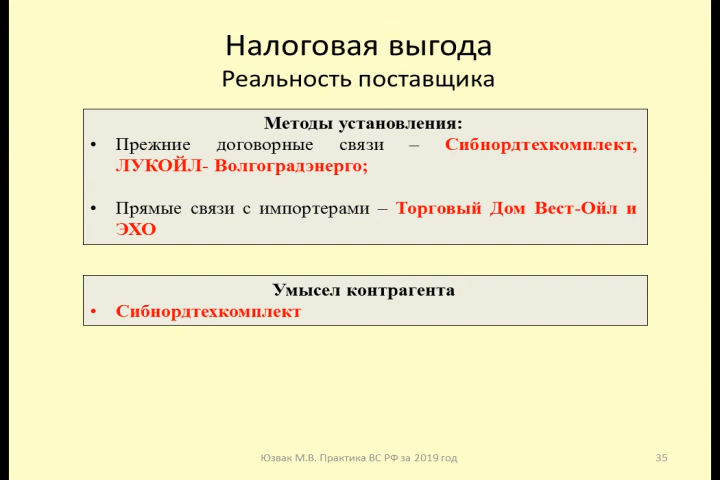 Налоговая выгода
Реальность поставщика
Методы установления:
• Прежние договорные связи – Сибнордтехкомплект,
ЛУКОЙЛ- Волгоградэнерго;
• Прямые связи с импортерами – Торговый Дом Вест-Ойл и
ЭХО
Умысел контрагента
• Сибнордтехкомплект
Юзвак М.В. Практика ВС РФ за 2019 год
35